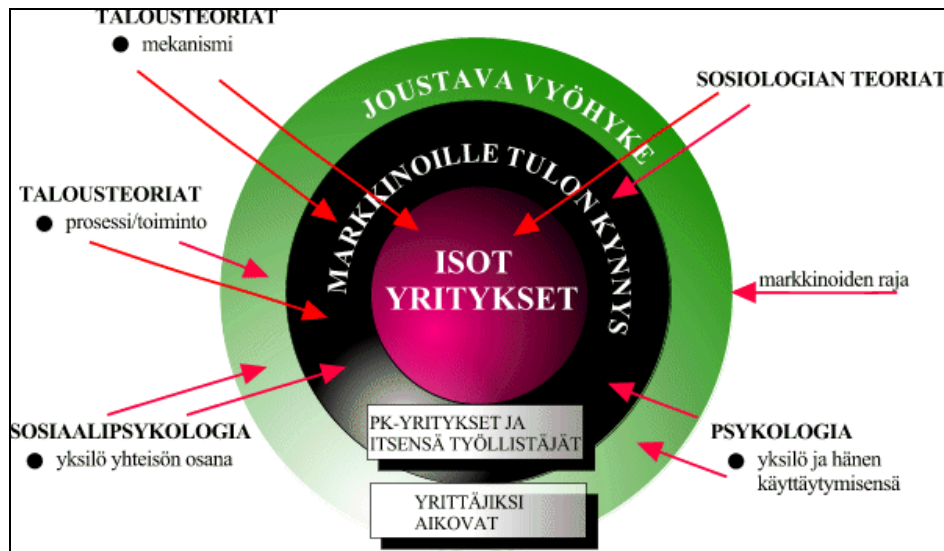 TALOUSTEORIAT
● mekanismi
JOUSTAVA VYÖHYKE
SOSIOLOGIAN TEORIAT
MARKKINOILLE TULON KYNNYS
TALOUSTEORIAT
● prosessi/toiminto
ISOT
YRITYKSET
markkinoiden raja
SOSIAALIPSYKOLOGIA
● yksilö yhteisön osana
PK-YRITYKSET JA
ITSENSÄ TYÖLLISTÄJÄT
PSYKOLOGIA
● yksilö ja hänen
käyttäytymisensä
YRITTÄJIKSI
AIKOVAT